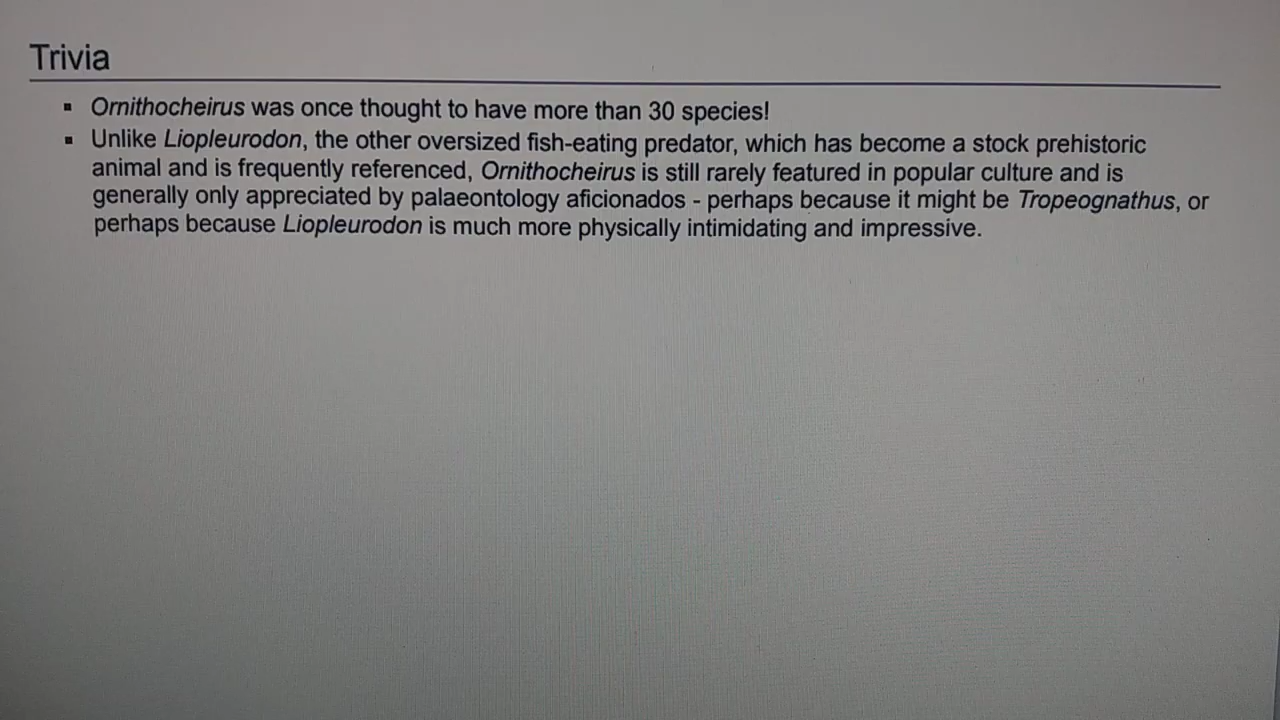 Trivia
▪ Ornithocheirus was once thought to have more than 30 species!
▪ Unlike Liopleurodon, the other oversized fish-eating predator, which has become a stock prehistoric
animal and is frequently referenced, Ornithocheirus is still rarely featured in popular culture and is
generally only appreciated by palaeontology aficionados - perhaps because it might be Tropeognathus, or
perhaps because Liopleurodon is much more physically intimidating and impressive.